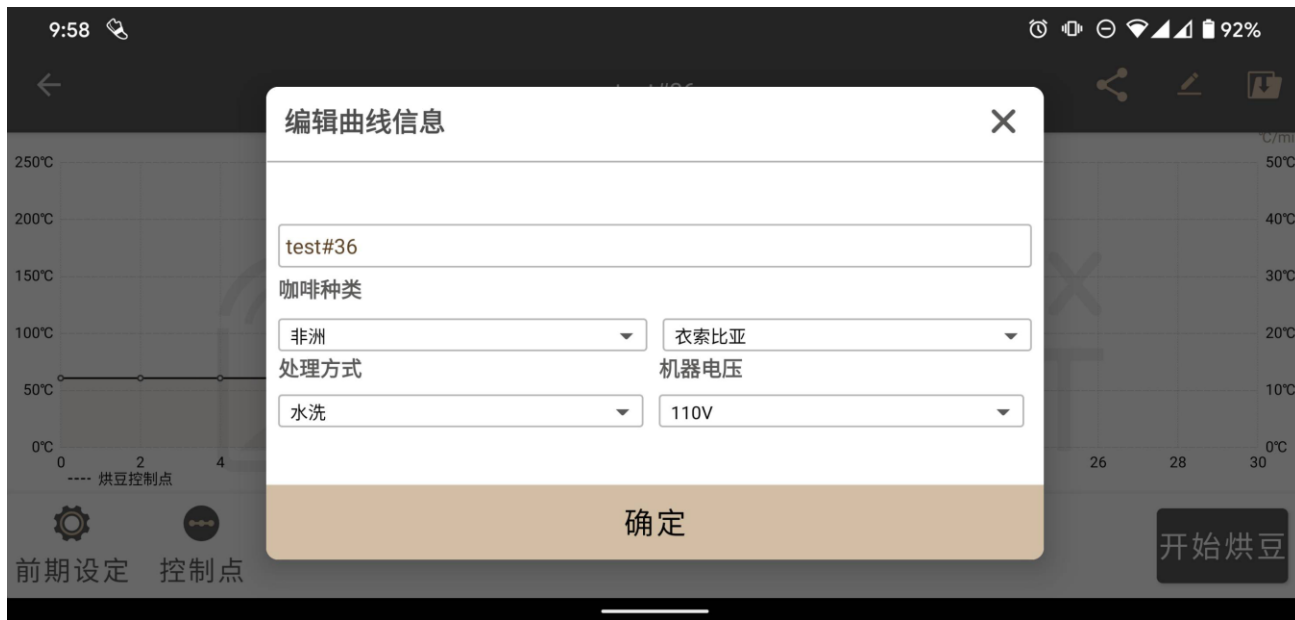 9:58
92%
test#36
编辑曲线信息
℃/mi
250℃
50℃
200℃
40℃
test#36
150℃
30℃
咖啡种类
100℃
20℃
非洲
衣索比亚
处理方式
机器电压
50℃
10℃
水洗
110V
0℃
0℃
0 2 4 26 28 30
---- 烘豆控制点
确定
前期设定
控制点
开始烘豆